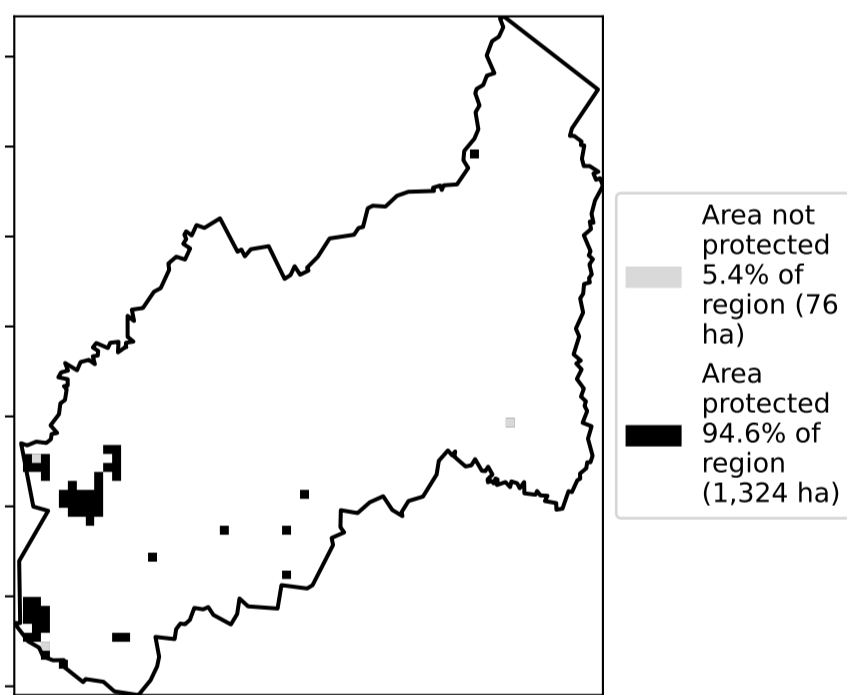 Area not
protected
5.4% of
region (76
ha)
Area
protected
94.6% of
region
(1,324 ha)